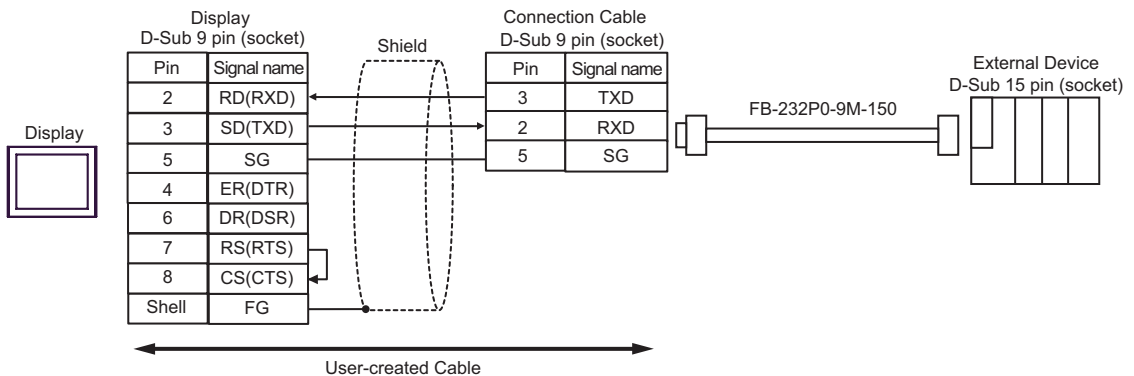 Display
D-Sub 9 pin (socket)
Shield
Connection Cable
D-Sub 9 pin (socket)
External Device
D-Sub 15 pin (socket)
Display
Pin Signal name
2 RD(RXD)
3 SD(TXD)
5 SG
4 ER(DTR)
6 DR(DSR)
7 RS(RTS)
8 CS(CTS)
Shell FG
Pin Signal name
3 TXD
2 RXD
5 SG
FB-232P0-9M-150
User-created Cable